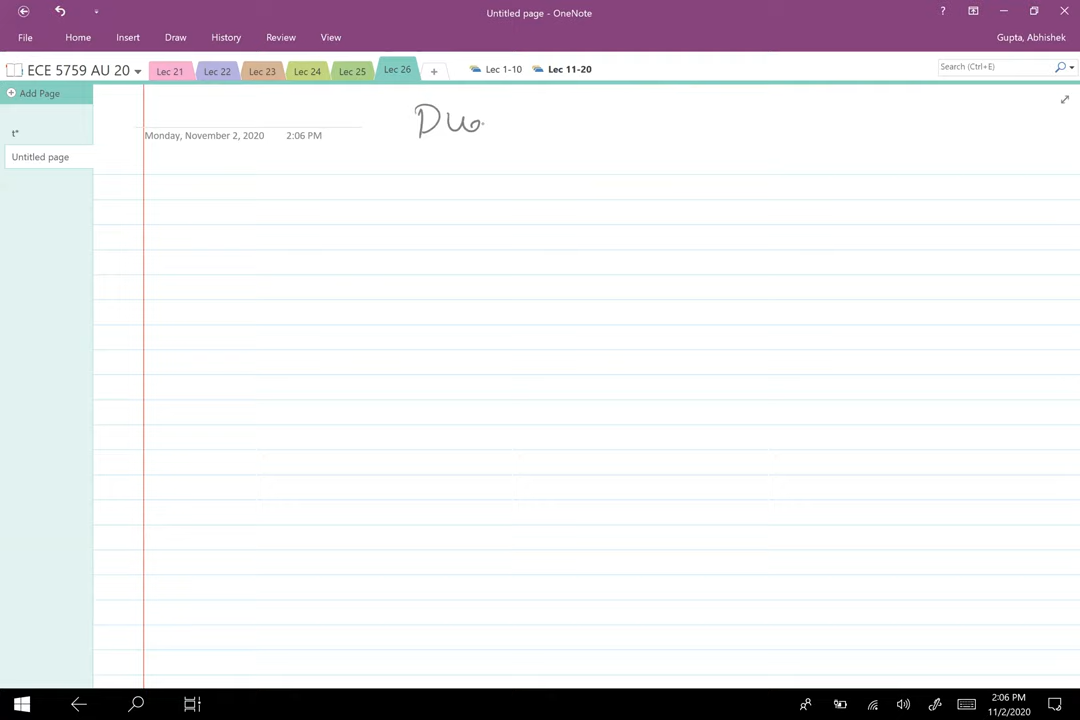 Untitled page - OneNote
?
File Home Insert Draw History Review View Gupta, Abhishek
ECE 5759 AU 20 Lec 21 Lec 22 Lec 23 Lec 24 Lec 25 Lec 26 + Lec 1-10 Lec 11-20 Search (Ctrl+E)
+ Add Page
t*
Untitled page
Monday, November 2, 2020 2:06 PM
Duo
2:06 PM
11/2/2020